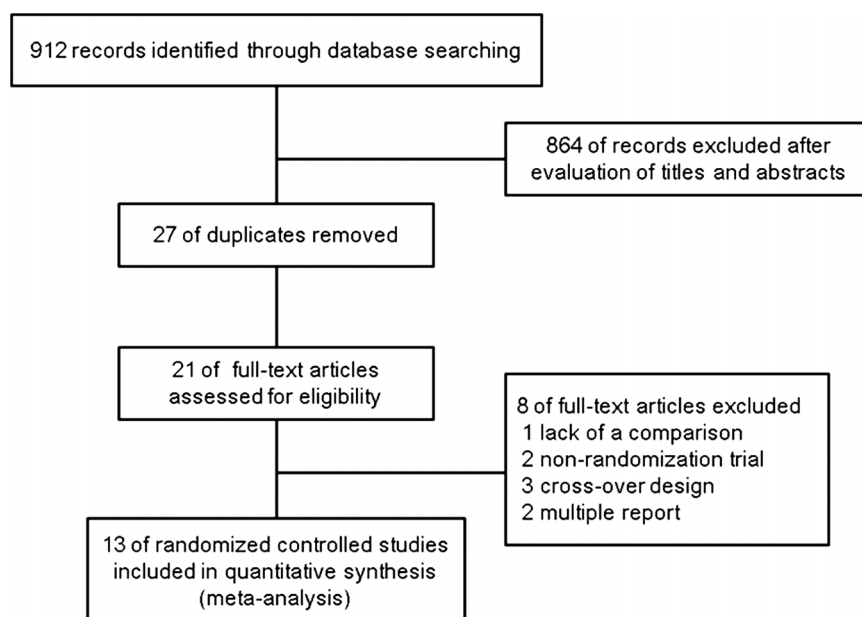 912 records identified through database searching
864 of records excluded after
evaluation of titles and abstracts
27 of duplicates removed
21 of full-text articles
assessed for eligibility
8 of full-text articles excluded
1 lack of a comparison
2 non-randomization trial
3 cross-over design
2 multiple report
13 of randomized controlled studies
included in quantitative synthesis
(meta-analysis)